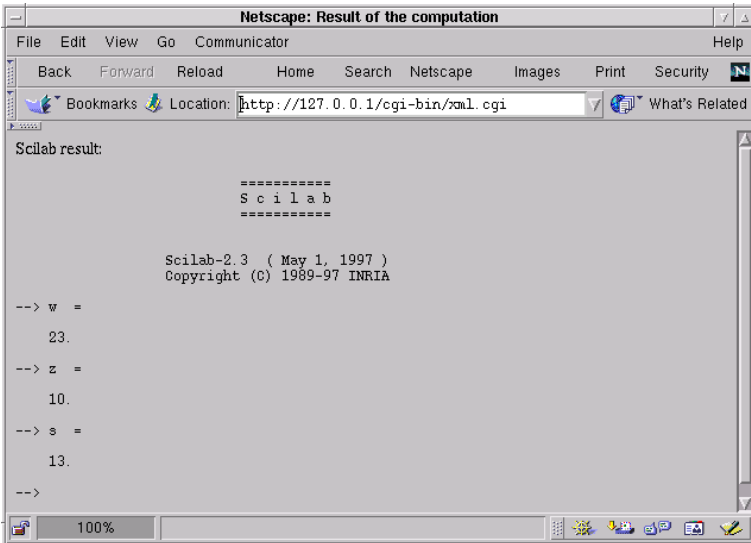 Netscape: Result of the computation
File Edit View Go Communicator Help
Back Forward Reload Home Search Netscape Images Print Security N
Bookmarks Location: http://127.0.0.1/cgi-bin/xml.cgi What's Related
Scilab result:
===========
S c i l a b
===========
Scilab-2.3 ( May 1, 1997 )
Copyright (C) 1989-97 INRIA
--> w =
23.
--> z =
10.
--> s =
13.
-->
100%